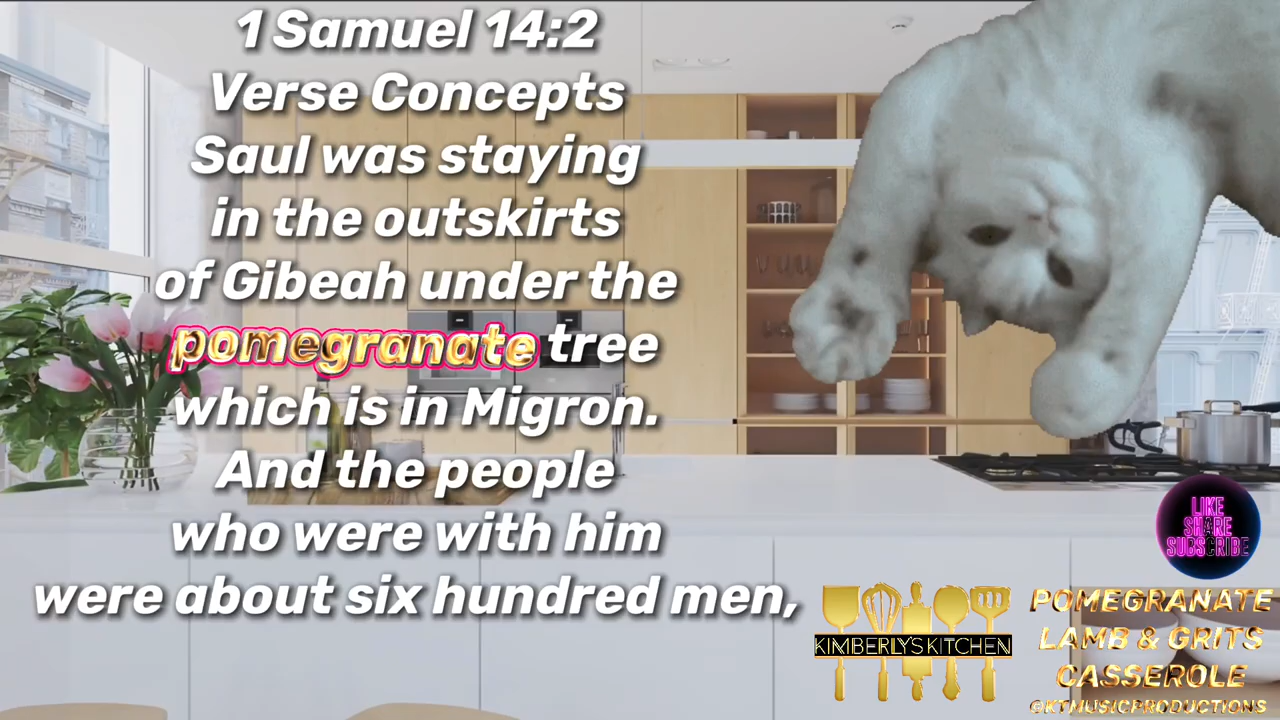 1 Samuel 14:2
Verse Concepts
Saul was staying
in the outskirts
of Gibeah under the
pomegranate tree
which is in Migron.
And the people
who were with him
were about six hundred men,
LIKE
SHARE
SUBSCRIBE
KIMBERLY'S KITCHEN
POMEGRANATE
LAMB & GRITS
CASSEROLE
@KTMUSICPRODUCTIONS